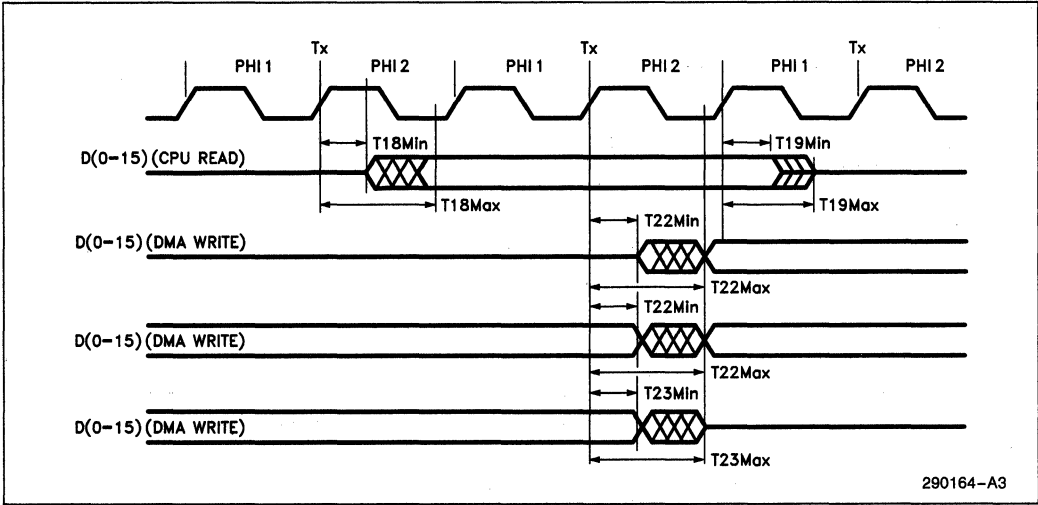 Tx Tx Tx
PHI 1 PHI 2 PHI 1 PHI 2 PHI 1 PHI 2
T18Min T19Min
D(0-15)(CPU READ)
T18Max T19Max
T22Min
D(0-15)(DMA WRITE)
T22Max
T22Min
D(0-15)(DMA WRITE)
T22Max
T23Min
D(0-15)(DMA WRITE)
T23Max
290164-A3